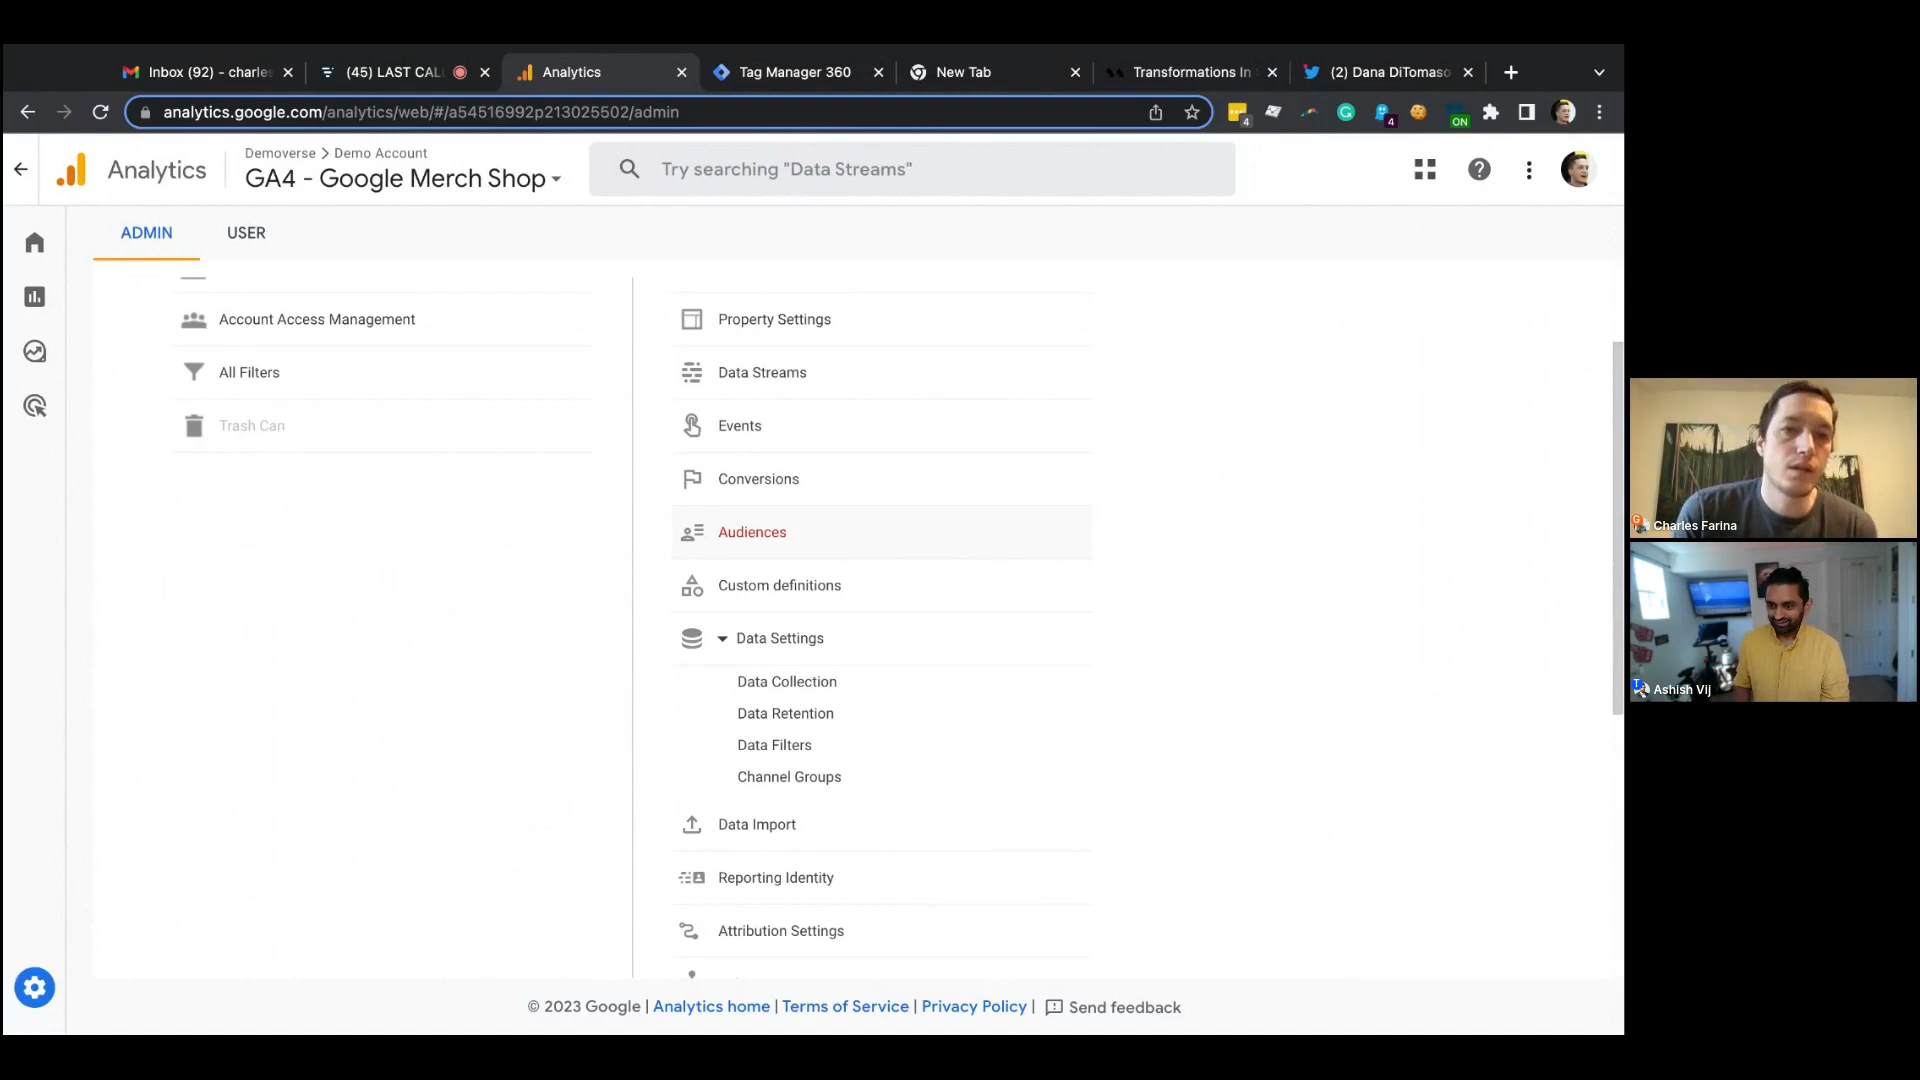 Inbox (92) - charles
(45) LAST CAL
Analytics
Tag Manager 360
New Tab
Transformations In
(2) Dana DiTomaso
analytics.google.com/analytics/web/#/a54516992p213025502/admin
4
4
ON
Analytics
Demoverse > Demo Account
GA4 - Google Merch Shop
Try searching "Data Streams"
ADMIN
USER
Account Access Management
All Filters
Trash Can
Property Settings
Data Streams
Events
Conversions
Audiences
Custom definitions
Data Settings
Data Collection
Data Retention
Data Filters
Channel Groups
Data Import
Reporting Identity
Attribution Settings
© 2023 Google | Analytics home | Terms of Service | Privacy Policy | Send feedback
Charles Farina
Ashish Vij